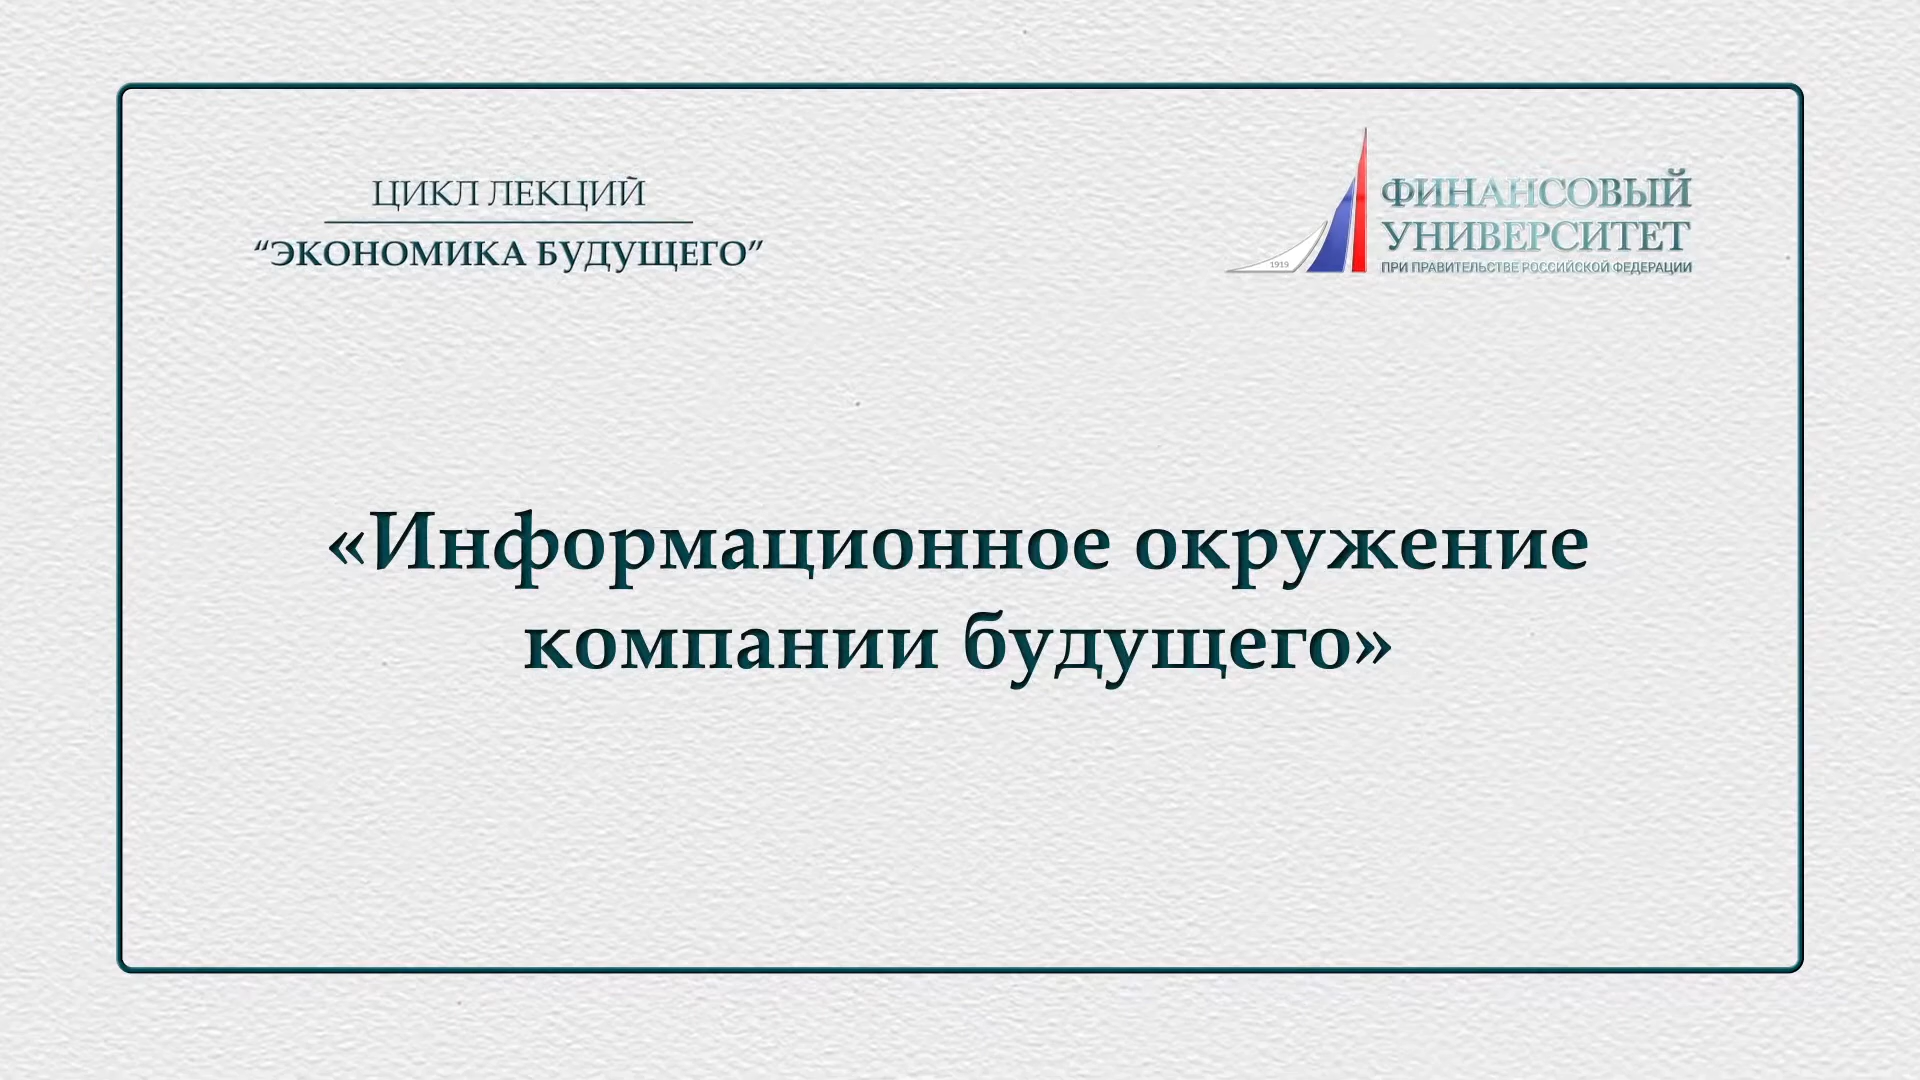 ЦИКЛ ЛЕКЦИЙ
“ЭКОНОМИКА БУДУЩЕГО”
1919
ФИНАНСОВЫЙ
УНИВЕРСИТЕТ
ПРИ ПРАВИТЕЛЬСТВЕ РОССИЙСКОЙ ФЕДЕРАЦИИ
«Информационное окружение
компании будущего»